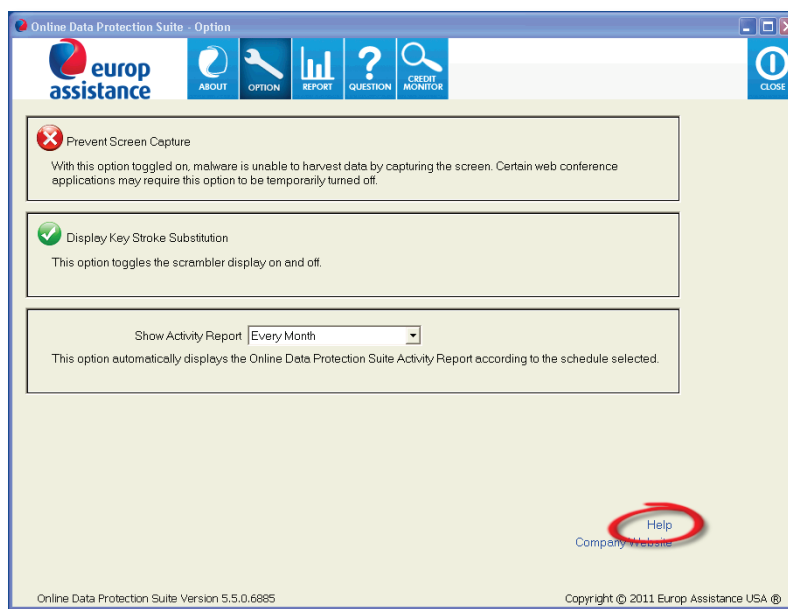 Online Data Protection Suite - Option
europ
assistance
ABOUT
OPTION
REPORT
QUESTION
CREDIT
MONITOR
CLOSE
Prevent Screen Capture
With this option toggled on, malware is unable to harvest data by capturing the screen. Certain web conference
applications may require this option to be temporarily turned off.
Display Key Stroke Substitution
This option toggles the scrambler display on and off.
Show Activity Report Every Month
This option automatically displays the Online Data Protection Suite Activity Report according to the schedule selected.
Help
Company Website
Online Data Protection Suite Version 5.5.0.6885
Copyright © 2011 Europ Assistance USA ®